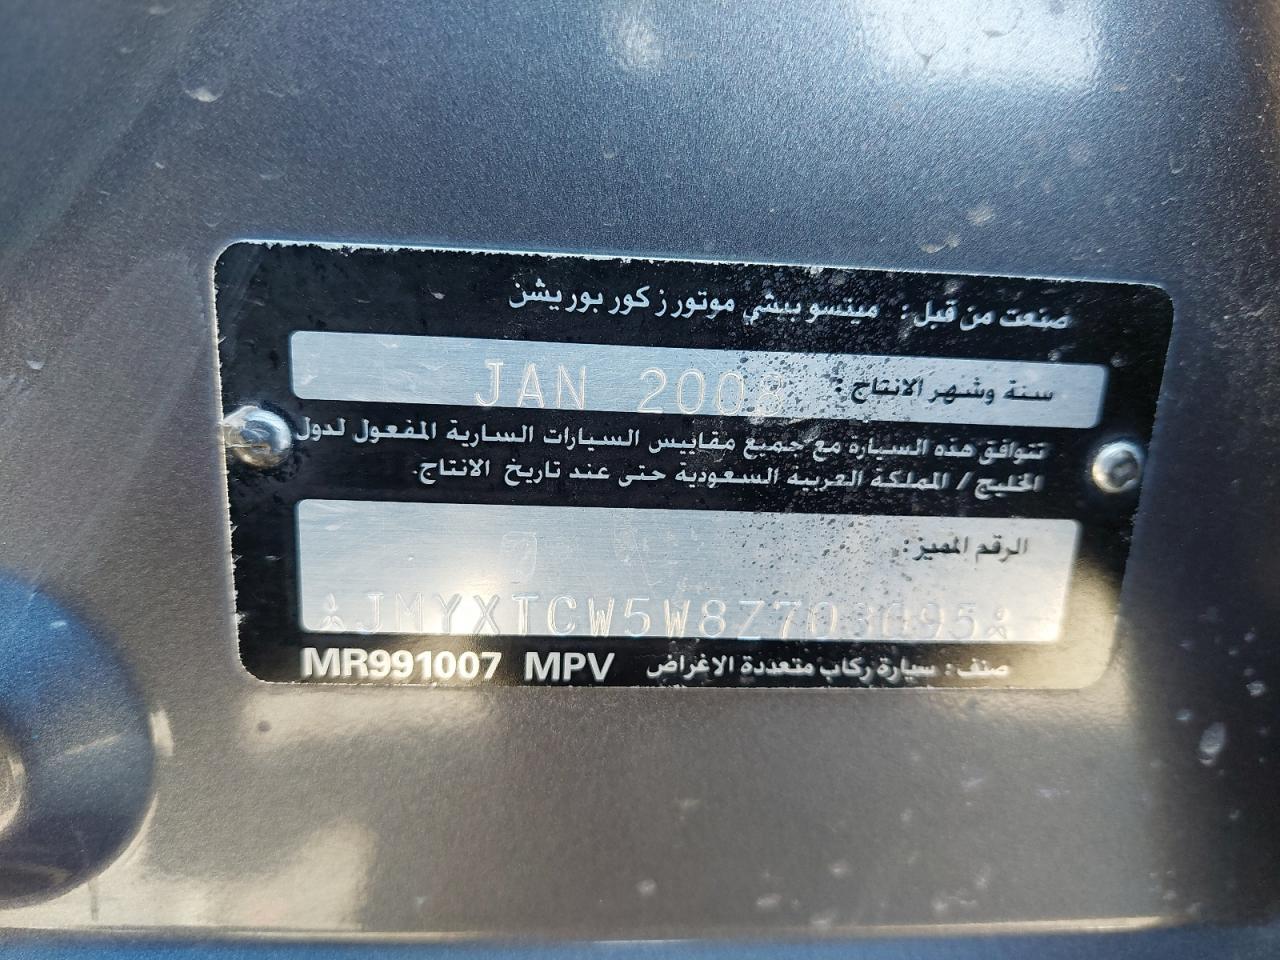 صنعت من قبل: ميتسوبيشي موتورز كوربوريشن
سنة وشهر الانتاج: JAN 2008
تتوافق هذه السيارة مع جميع مقاييس السيارات السارية المفعول لدول
الخليج / المملكة العربية السعودية حتى عند تاريخ الانتاج.
الرقم المميز:
MR991007 MPV صنف: سيارة ركاب متعددة الاغراض